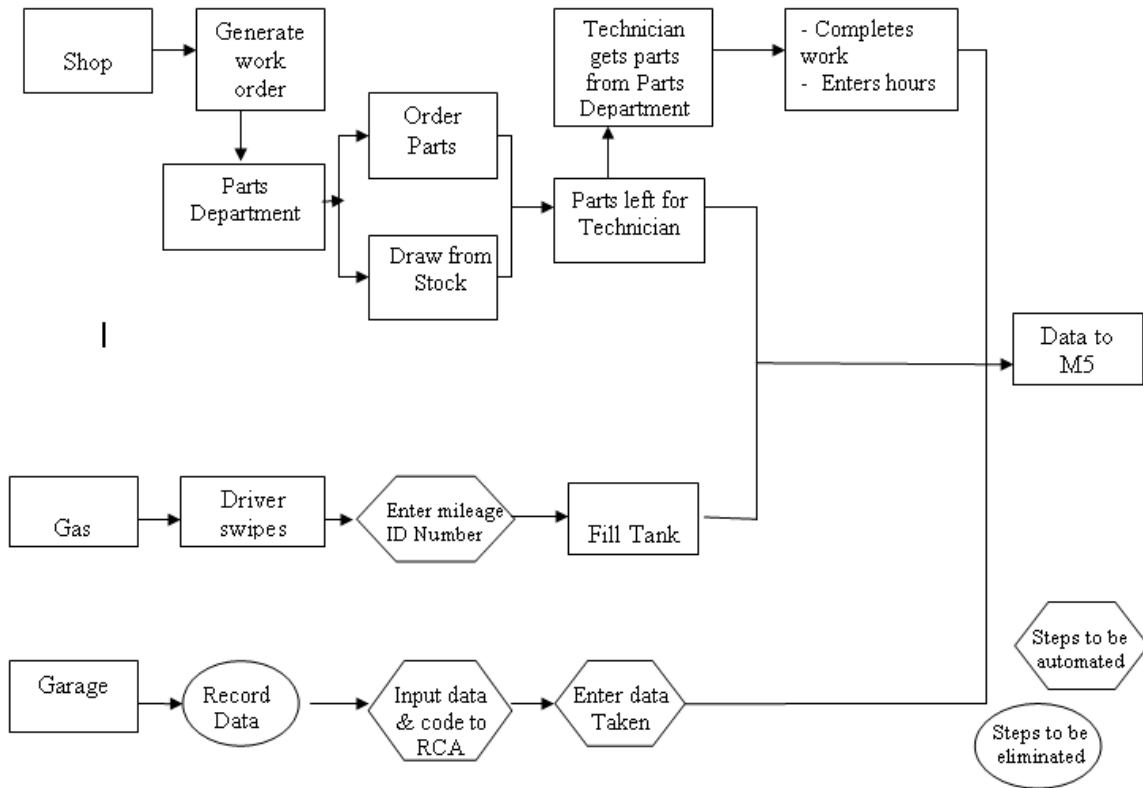 Shop
Generate
work
order
Parts
Department
Order
Parts
Draw from
Stock
Technician
gets parts
from Parts
Department
Parts left for
Technician
- Completes
work
- Enters hours
Data to
M5
Gas
Driver
swipes
Enter mileage
ID Number
Fill Tank
Garage
Record
Data
Input data
& code to
RCA
Enter data
Taken
Steps to be
automated
Steps to be
eliminated